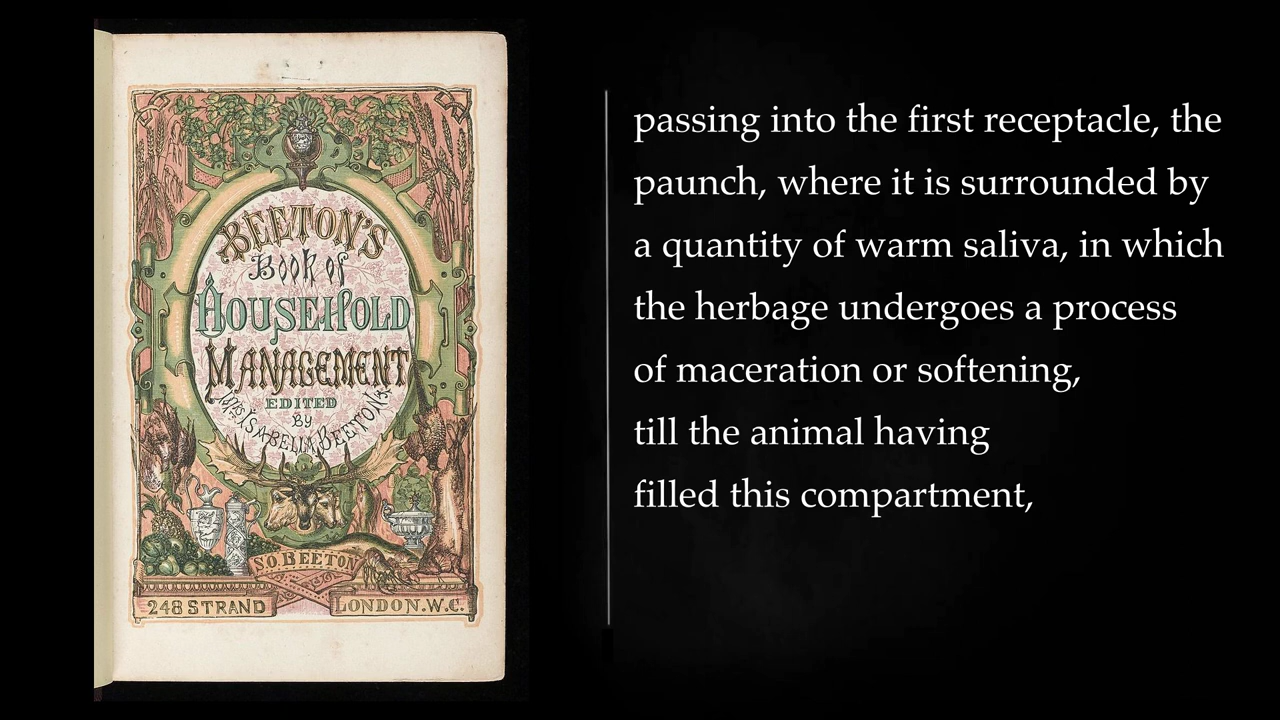 BEETON'S
Book of
HOUSEHOLD
MANAGEMENT
EDITED
By
MRS ISABELLA BEETON
S.O. BEETON
248 STRAND
LONDON. W.C.
passing into the first receptacle, the
paunch, where it is surrounded by
a quantity of warm saliva, in which
the herbage undergoes a process
of maceration or softening,
till the animal having
filled this compartment,